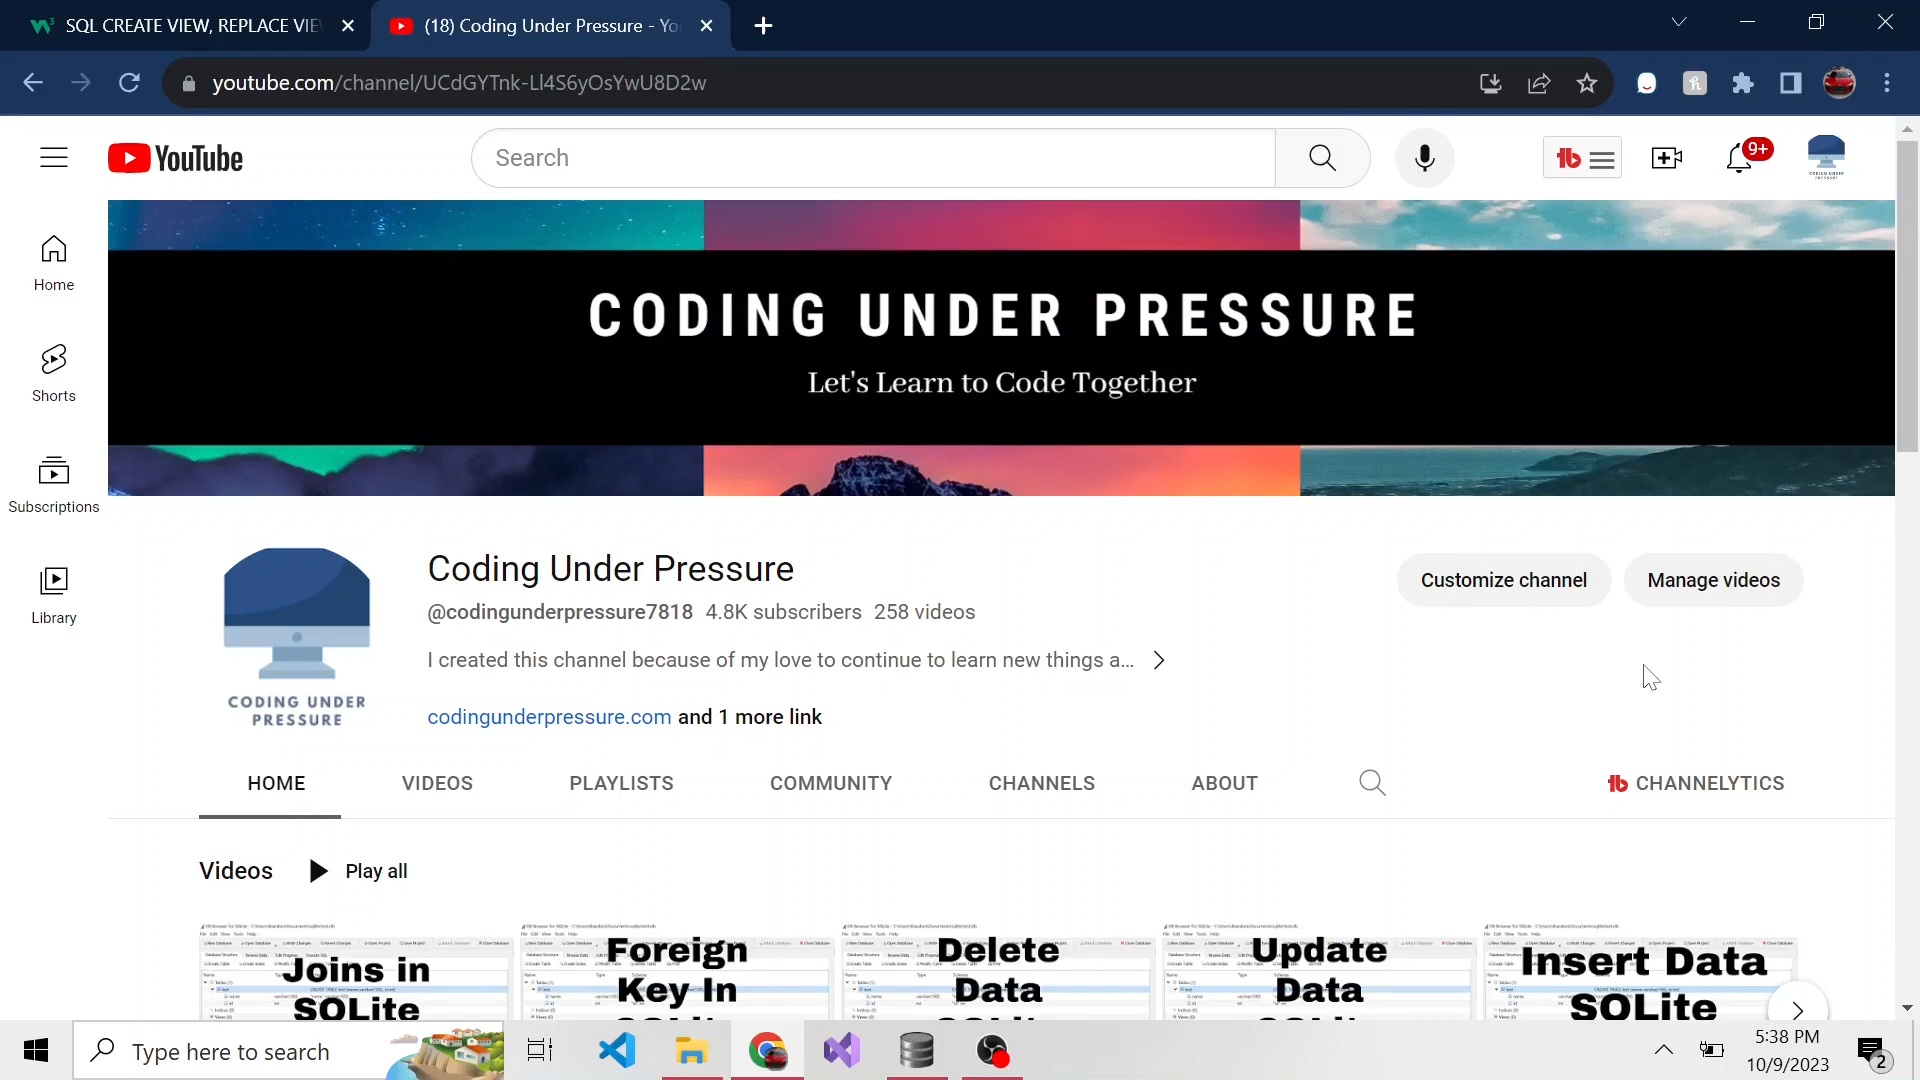 SQL CREATE VIEW, REPLACE VIE
(18) Coding Under Pressure - Yo
youtube.com/channel/UCdGYTnk-Ll4S6yOsYwU8D2w
YouTube
Search
9+
CODING UNDER PRESSURE
Let's Learn to Code Together
Home
Shorts
Subscriptions
Library
CODING UNDER
PRESSURE
Coding Under Pressure
@codingunderpressure7818 4.8K subscribers 258 videos
I created this channel because of my love to continue to learn new things a...
codingunderpressure.com and 1 more link
Customize channel
Manage videos
HOME
VIDEOS
PLAYLISTS
COMMUNITY
CHANNELS
ABOUT
CHANNELYTICS
Videos
Play all
Joins in
SQLite
Foreign
Key In
Delete
Data
Update
Data
Insert Data
SQLite
Type here to search
5:38 PM
10/9/2023
2